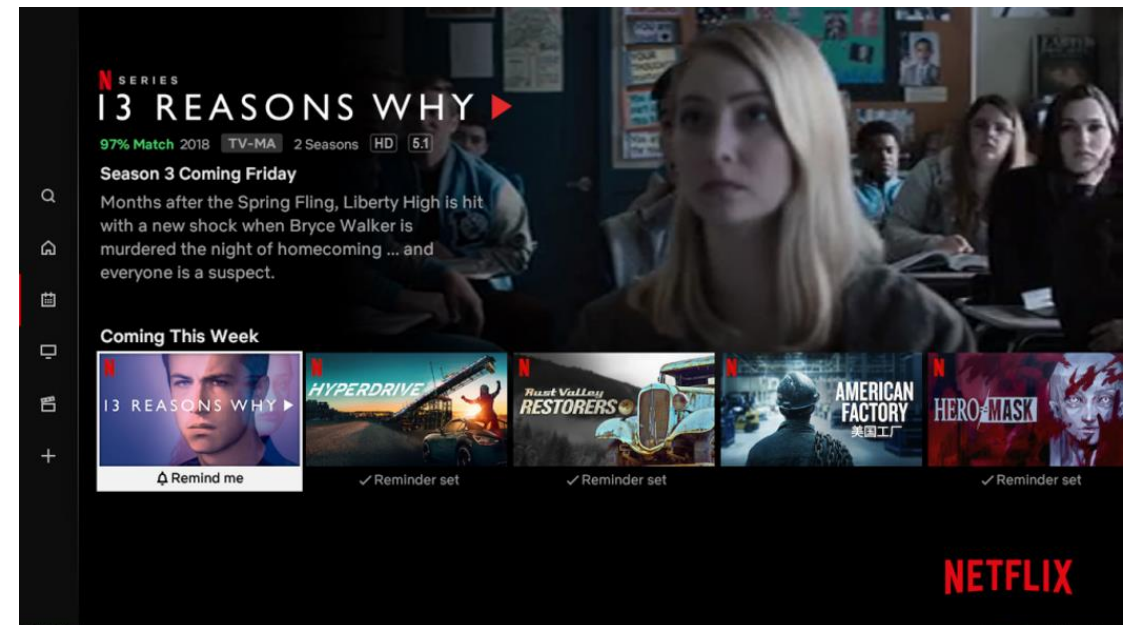 N SERIES
13 REASONS WHY
97% Match 2018 TV-MA 2 Seasons HD 5.1
Season 3 Coming Friday
Months after the Spring Fling, Liberty High is hit
with a new shock when Bryce Walker is
murdered the night of homecoming ... and
everyone is a suspect.
Coming This Week
N
13 REASONS WHY
Remind me
N
HYPERDRIVE
Reminder set
N
Rust Valley
RESTORERS
Reminder set
N
AMERICAN
FACTORY
美国工厂
N
HERO MASK
Reminder set
NETFLIX